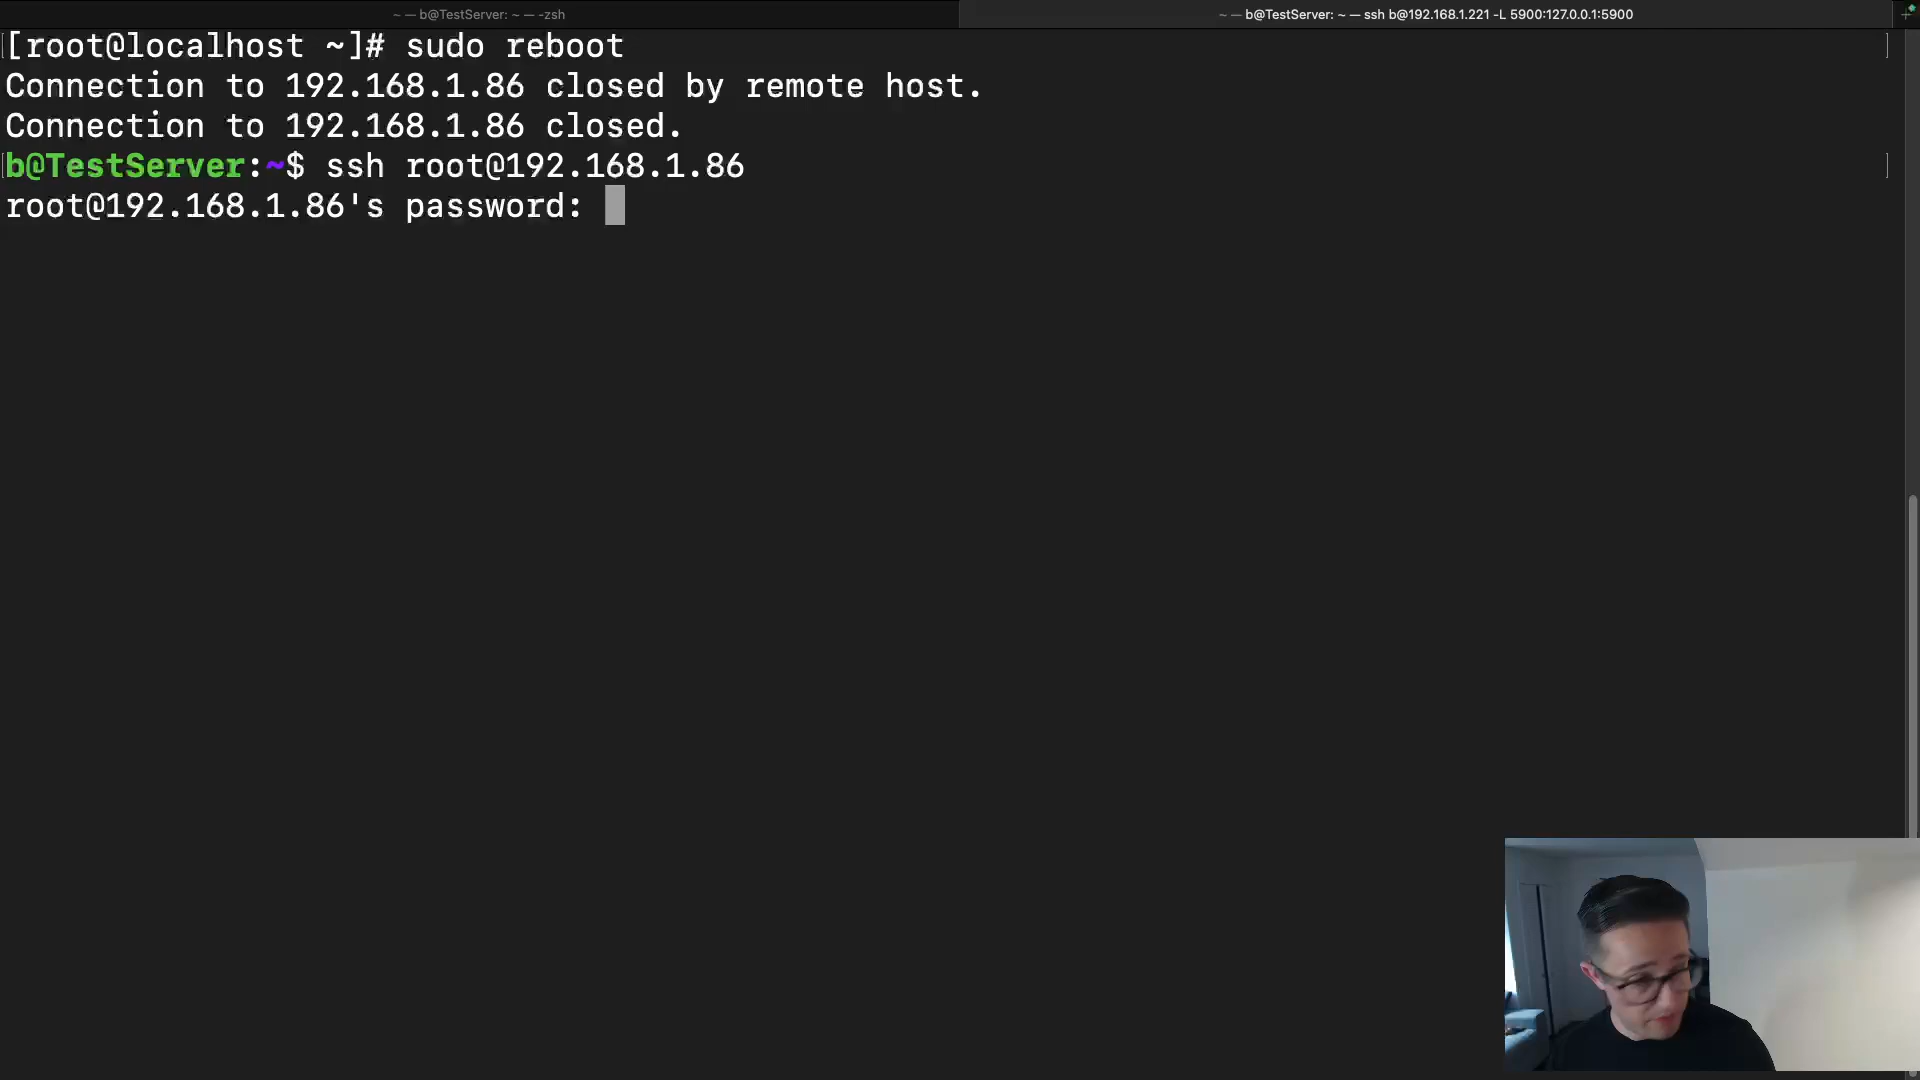 ~ — b@TestServer: ~ — -zsh
~ — b@TestServer: ~ — ssh b@192.168.1.221 -L 5900:127.0.0.1:5900
[root@localhost ~]# sudo reboot
Connection to 192.168.1.86 closed by remote host.
Connection to 192.168.1.86 closed.
b@TestServer:~$ ssh root@192.168.1.86
root@192.168.1.86's password: